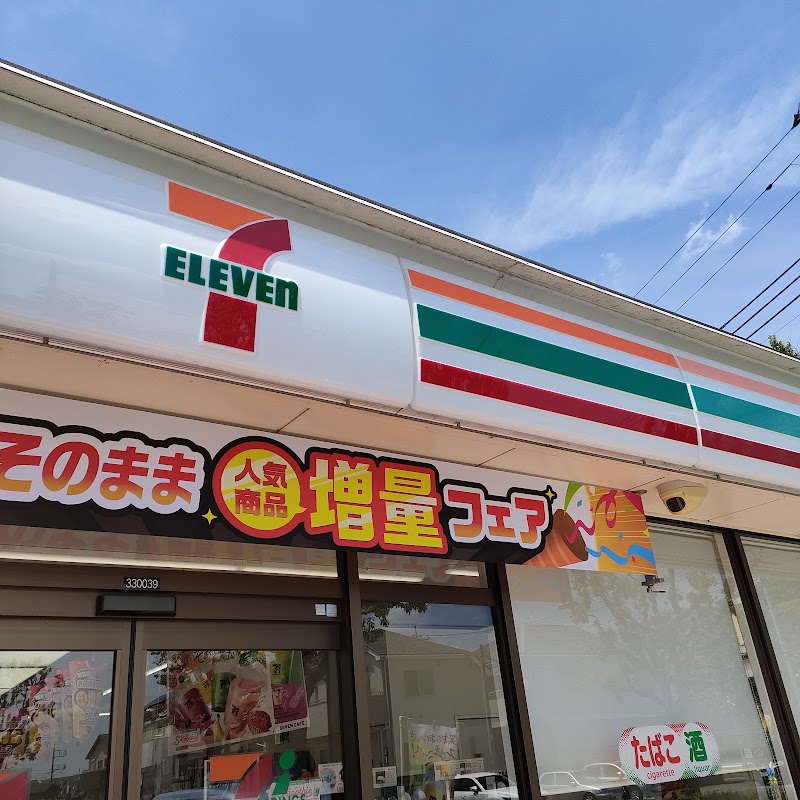 7
ELEVEn
そのまま
人気
商品
増量フェア
330039
たばこ 酒
cigarette liquor